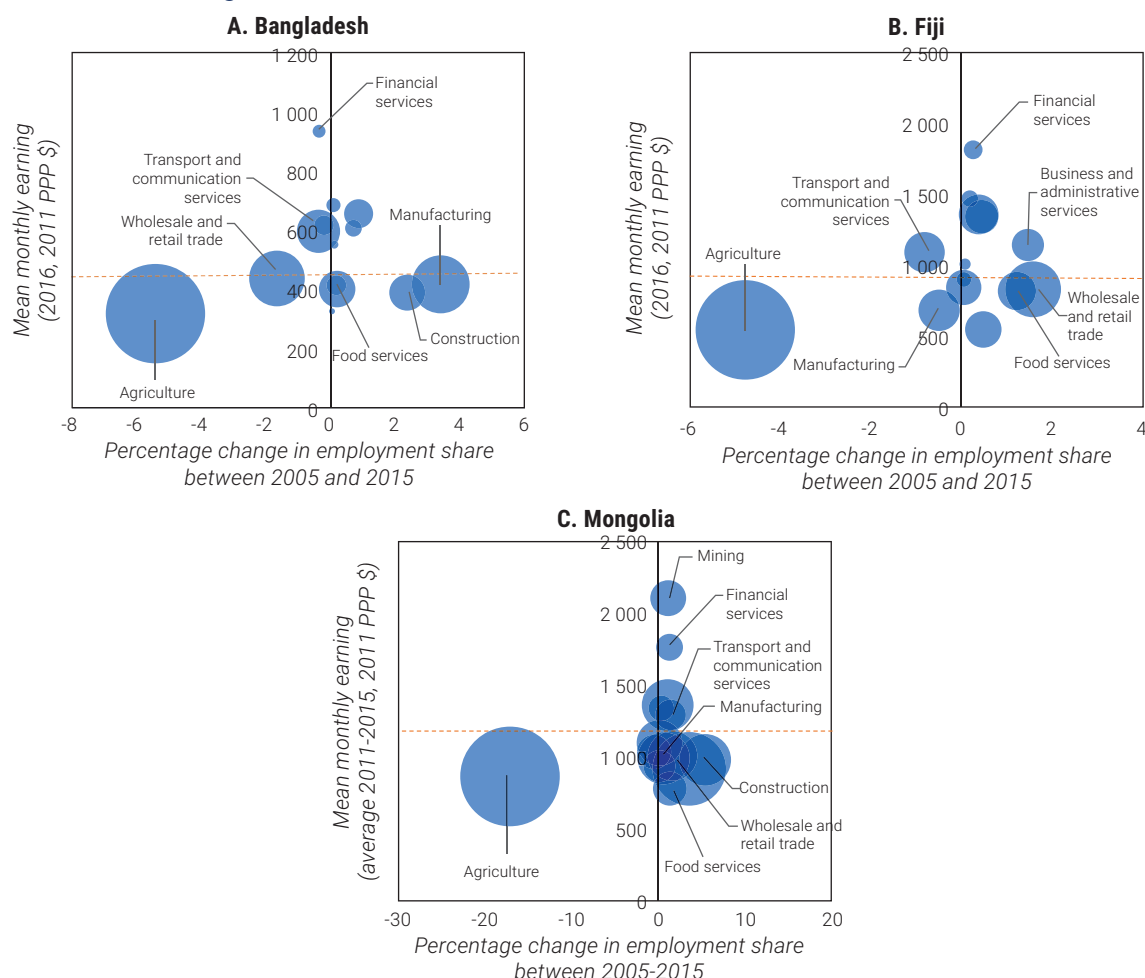 A. Bangladesh
Mean monthly earning
(2016, 2011 PPP $)
1 200
1 000
800
600
400
200
0
Financial
services
Transport and
communication
services
Wholesale and
retail trade
Manufacturing
Agriculture
Food services
Construction
-8
-6
-4
-2
0
2
4
6
Percentage change in employment share
between 2005 and 2015
B. Fiji
Mean monthly earning
(2016, 2011 PPP $)
2 500
2 000
1 500
1 000
500
0
Financial
services
Business and
administrative
services
Transport and
communication
services
Agriculture
Wholesale
and retail
trade
Food services
Manufacturing
-6
-4
-2
0
2
4
Percentage change in employment share
between 2005 and 2015
C. Mongolia
Mean monthly earning
(average 2011-2015, 2011 PPP $)
2 500
2 000
1 500
1 000
500
0
Mining
Financial
services
Transport and
communication
services
Manufacturing
Construction
Wholesale and
retail trade
Food services
Agriculture
-30
-20
-10
0
10
20
Percentage change in employment share
between 2005-2015